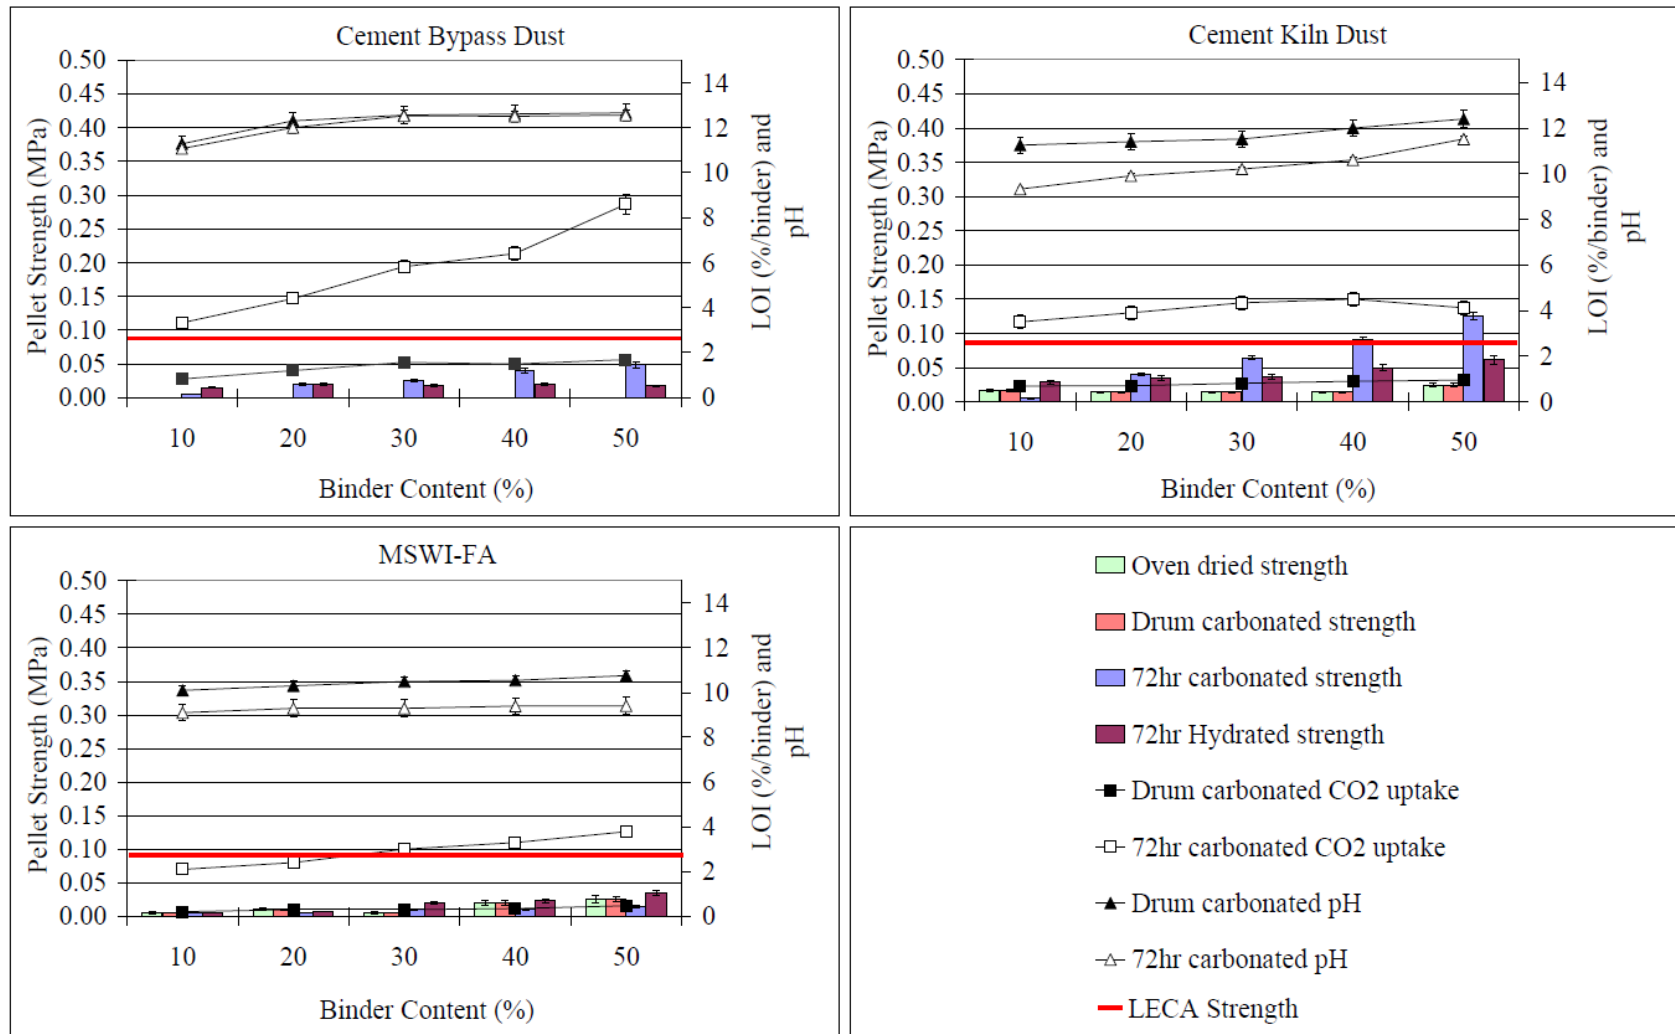 Cement Bypass Dust
Pellet Strength (MPa)
0.50
0.45
0.40
0.35
0.30
0.25
0.20
0.15
0.10
0.05
0.00
14
12
10
8
6
4
2
0
LOI (%/binder) and
pH
10 20 30 40 50
Binder Content (%)
Cement Kiln Dust
Pellet Strength (MPa)
0.50
0.45
0.40
0.35
0.30
0.25
0.20
0.15
0.10
0.05
0.00
14
12
10
8
6
4
2
0
LOI (%/binder) and
pH
10 20 30 40 50
Binder Content (%)
MSWI-FA
Pellet Strength (MPa)
0.50
0.45
0.40
0.35
0.30
0.25
0.20
0.15
0.10
0.05
0.00
14
12
10
8
6
4
2
0
LOI (%/binder) and
pH
10 20 30 40 50
Binder Content (%)
Oven dried strength
Drum carbonated strength
72hr carbonated strength
72hr Hydrated strength
Drum carbonated CO2 uptake
72hr carbonated CO2 uptake
Drum carbonated pH
72hr carbonated pH
LECA Strength